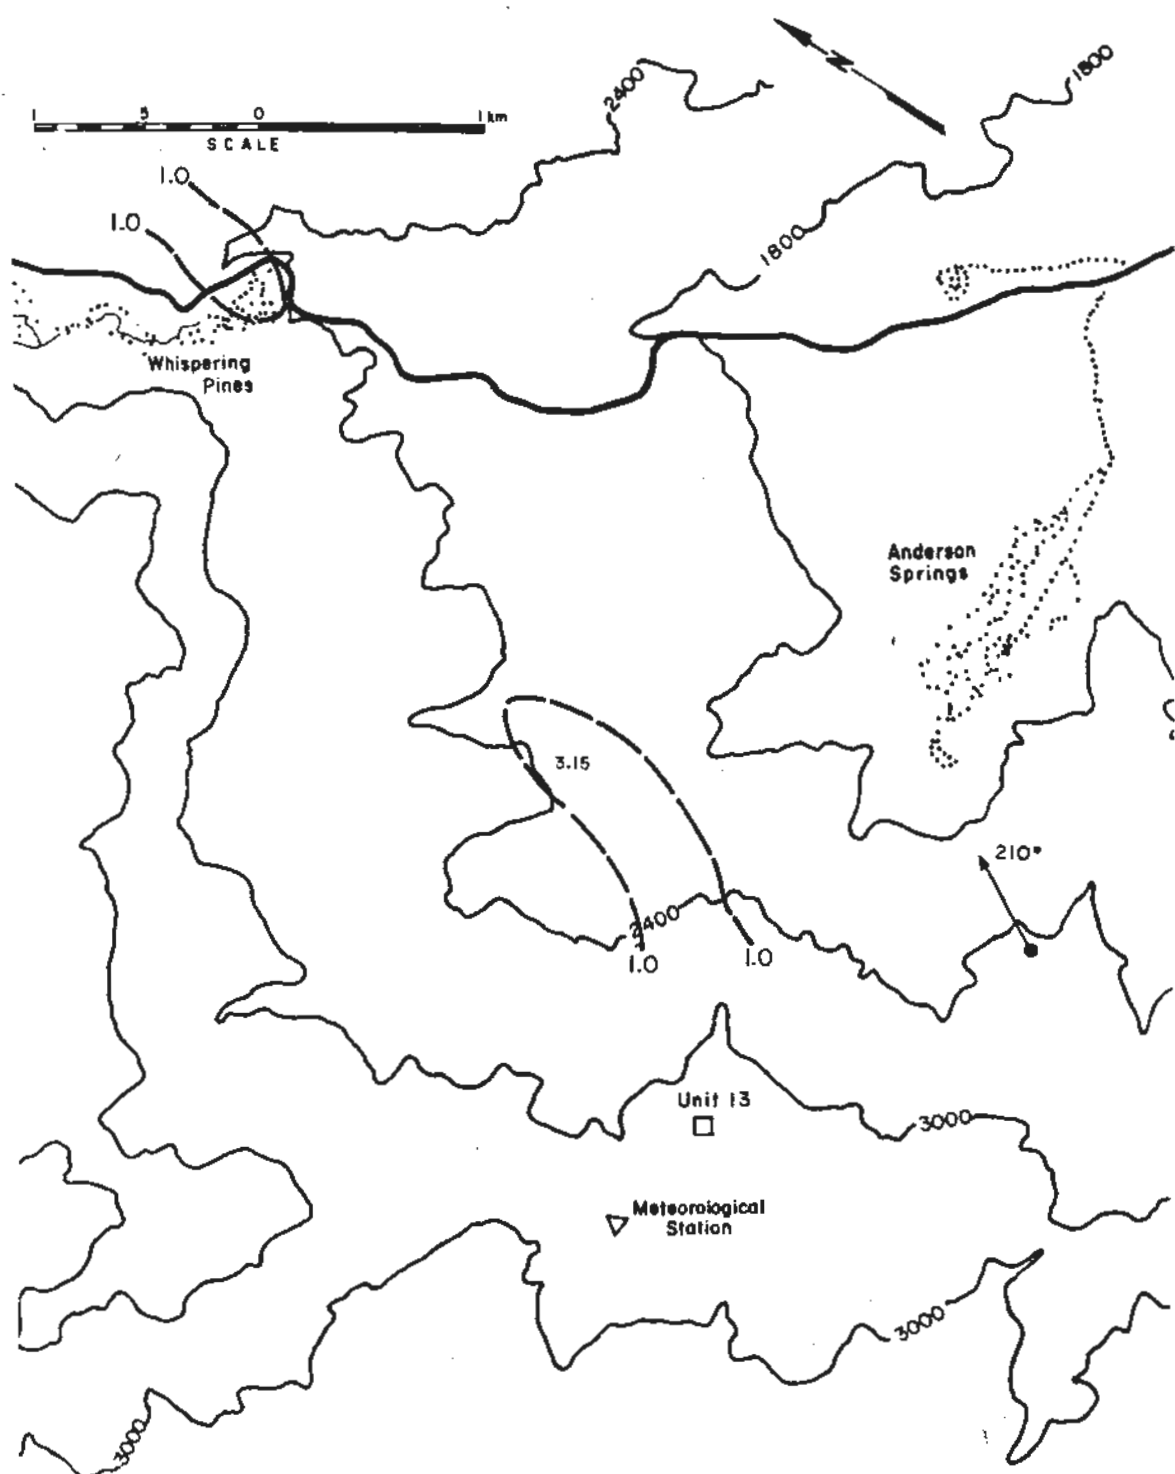 2400
1800
N
1 .5 0 1 km
SCALE
1.0
1.0
1800
Whispering
Pines
Anderson
Springs
3.15
210°
2400
1.0
1.0
Unit 13
3000
Meteorological
Station
3000
3000